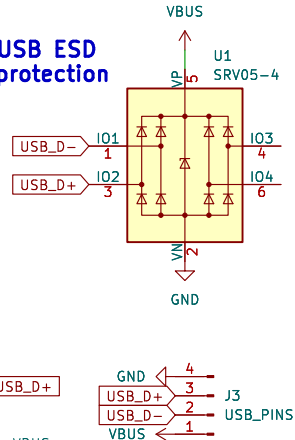 VBUS
USB ESD
protection
U1
SRV05-4
VP
5
USB_D-
IO1
1
IO3
4
USB_D+
IO2
3
IO4
6
VN
2
GND
GND
4
USB_D+
USB_D+
3
J3
USB_D-
2
USB_PINS
VBUS
1